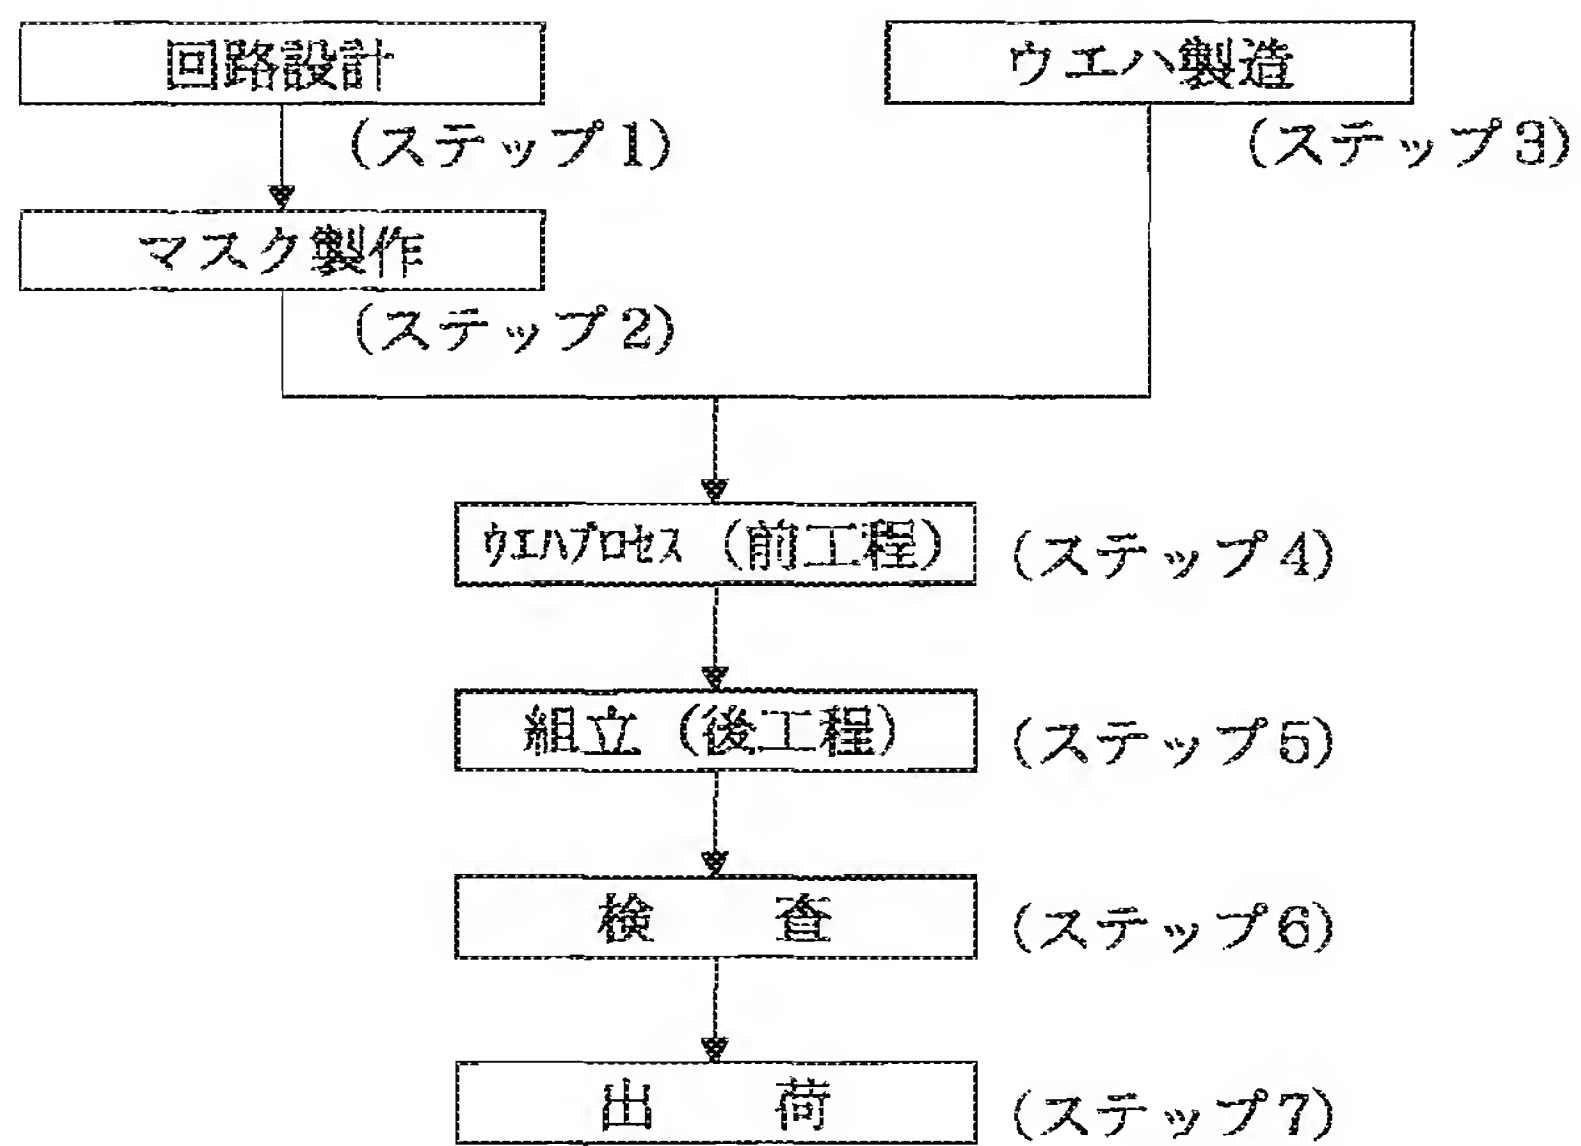 回路設計
(ステップ1)
マスク製作
(ステップ2)
ウエハ製造
(ステップ3)
ｳｴﾊﾌﾟﾛｾｽ (前工程)
(ステップ4)
組立 (後工程)
(ステップ5)
検　査
(ステップ6)
出　荷
(ステップ7)